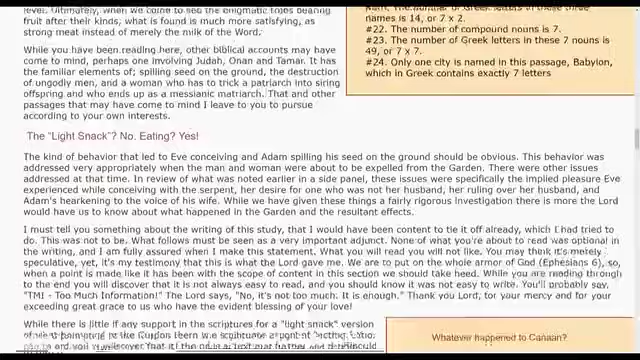 level. Ultimately, when we come to see the enigmatic trees bearing
fruit after their kinds, what is found is much more satisfying, as
strong meat instead of merely the milk of the Word.
While you have been reading here, other biblical accounts may have
come to mind, perhaps one involving Judah, Onan and Tamar. It has
the familiar elements of; spilling seed on the ground, the destruction
of ungodly men, and a woman who has to trick a patriarch into siring
offspring and who ends up as a messianic matriarch. That and other
passages that may have come to mind I leave to you to pursue
according to your own interests.
names is 14, or 7 x 2.
#22. The number of compound nouns is 7.
#23. The number of Greek letters in these 7 nouns is
49, or 7 x 7.
#24. Only one city is named in this passage, Babylon,
which in Greek contains exactly 7 letters
The "Light Snack"? No. Eating? Yes!
The kind of behavior that led to Eve conceiving and Adam spilling his seed on the ground should be obvious. This behavior was
addressed very appropriately when the man and woman were about to be expelled from the Garden. There were other issues
addressed at that time. In review of what was noted earlier in a side panel, these issues were specifically the implied pleasure Eve
experienced while conceiving with the serpent, her desire for one who was not her husband, her ruling over her husband, and
Adam's hearkening to the voice of his wife. While we have given these things a fairly rigorous investigation there is more the Lord
would have us to know about what happened in the Garden and the resultant effects.
I must tell you something about the writing of this study, that I would have been content to tie it off already, which I had tried to
do. This was not to be. What follows must be seen as a very important adjunct. None of what you're about to read was optional in
the writing, and I am fully assured when I make this statement. What you will read you will not like. You may think it's merely
speculative, yet, it's my testimony that this is what the Lord gave me. We are to put on the whole armor of God (Ephesians 6), so,
when a point is made like it has been with the scope of content in this section we should take heed. While you are reading through
to the end you will discover that it is not always easy to read, and you should know it was not easy to write. You'll probably say,
"TMI - Too Much Information!" The Lord says, "No, it's not too much. It is enough." Thank you Lord, for your mercy and for your
exceeding great grace to us who have the evident blessing of your love!
While there is little if any support in the scriptures for a "light snack" version
Whatever happened to Canaan?